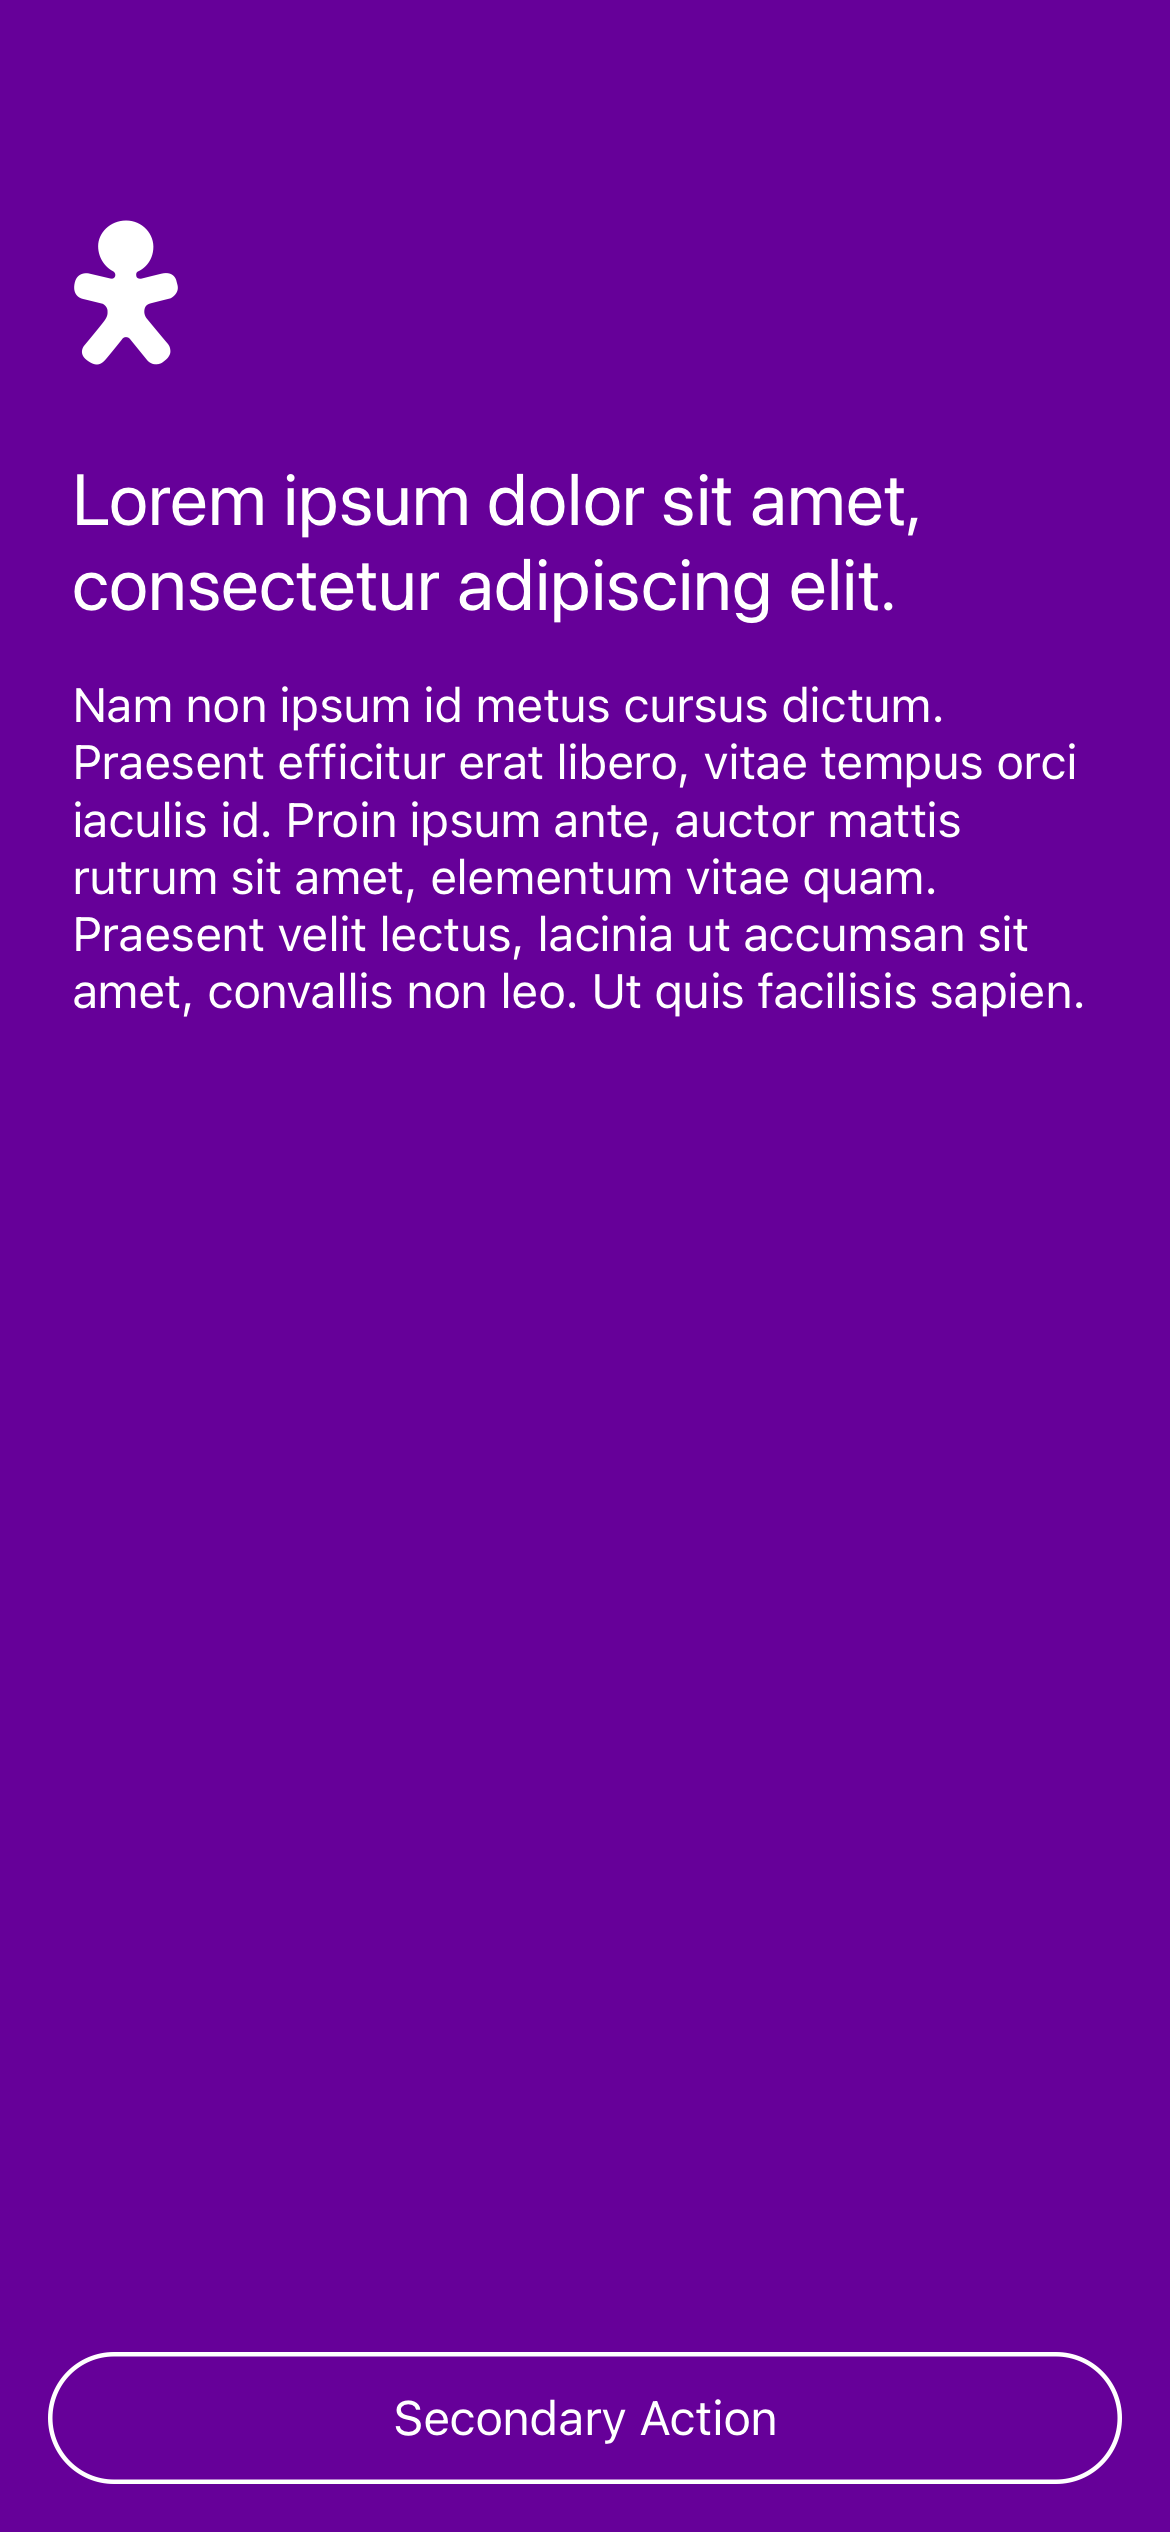 Lorem ipsum dolor sit amet,
consectetur adipiscing elit.
Nam non ipsum id metus cursus dictum.
Praesent efficitur erat libero, vitae tempus orci
iaculis id. Proin ipsum ante, auctor mattis
rutrum sit amet, elementum vitae quam.
Praesent velit lectus, lacinia ut accumsan sit
amet, convallis non leo. Ut quis facilisis sapien.
Secondary Action